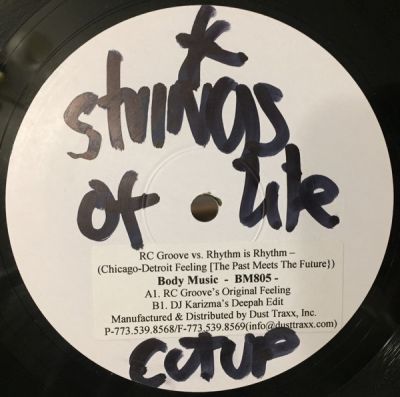 *
strings
of life
RC Groove vs. Rhythm is Rhythm –
(Chicago-Detroit Feeling [The Past Meets The Future})
Body Music - BM805 -
A1. RC Groove's Original Feeling
B1. DJ Karizma's Deepah Edit
Manufactured & Distributed by Dust Traxx, Inc.
P-773.539.8568/F-773.539.8569(info@dusttraxx.com)
cut up